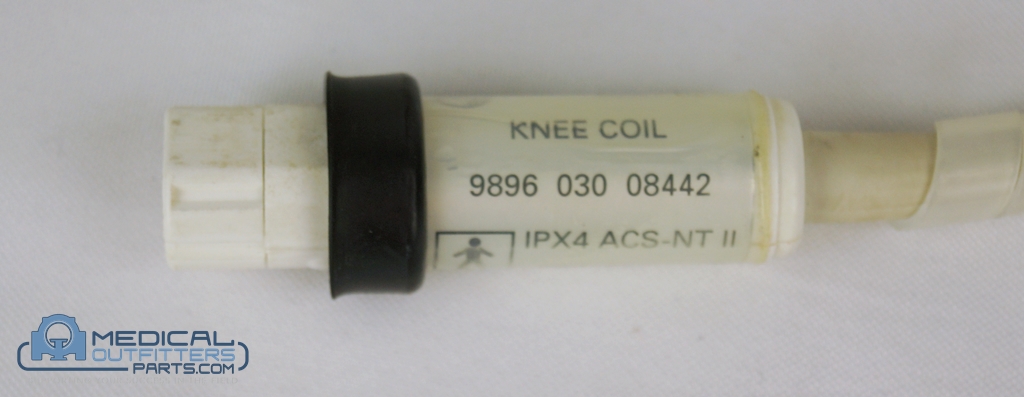 KNEE COIL
9896 030 08442
IPX4 ACS-NT II
MEDICAL
OUTFITTERS
PARTS.COM